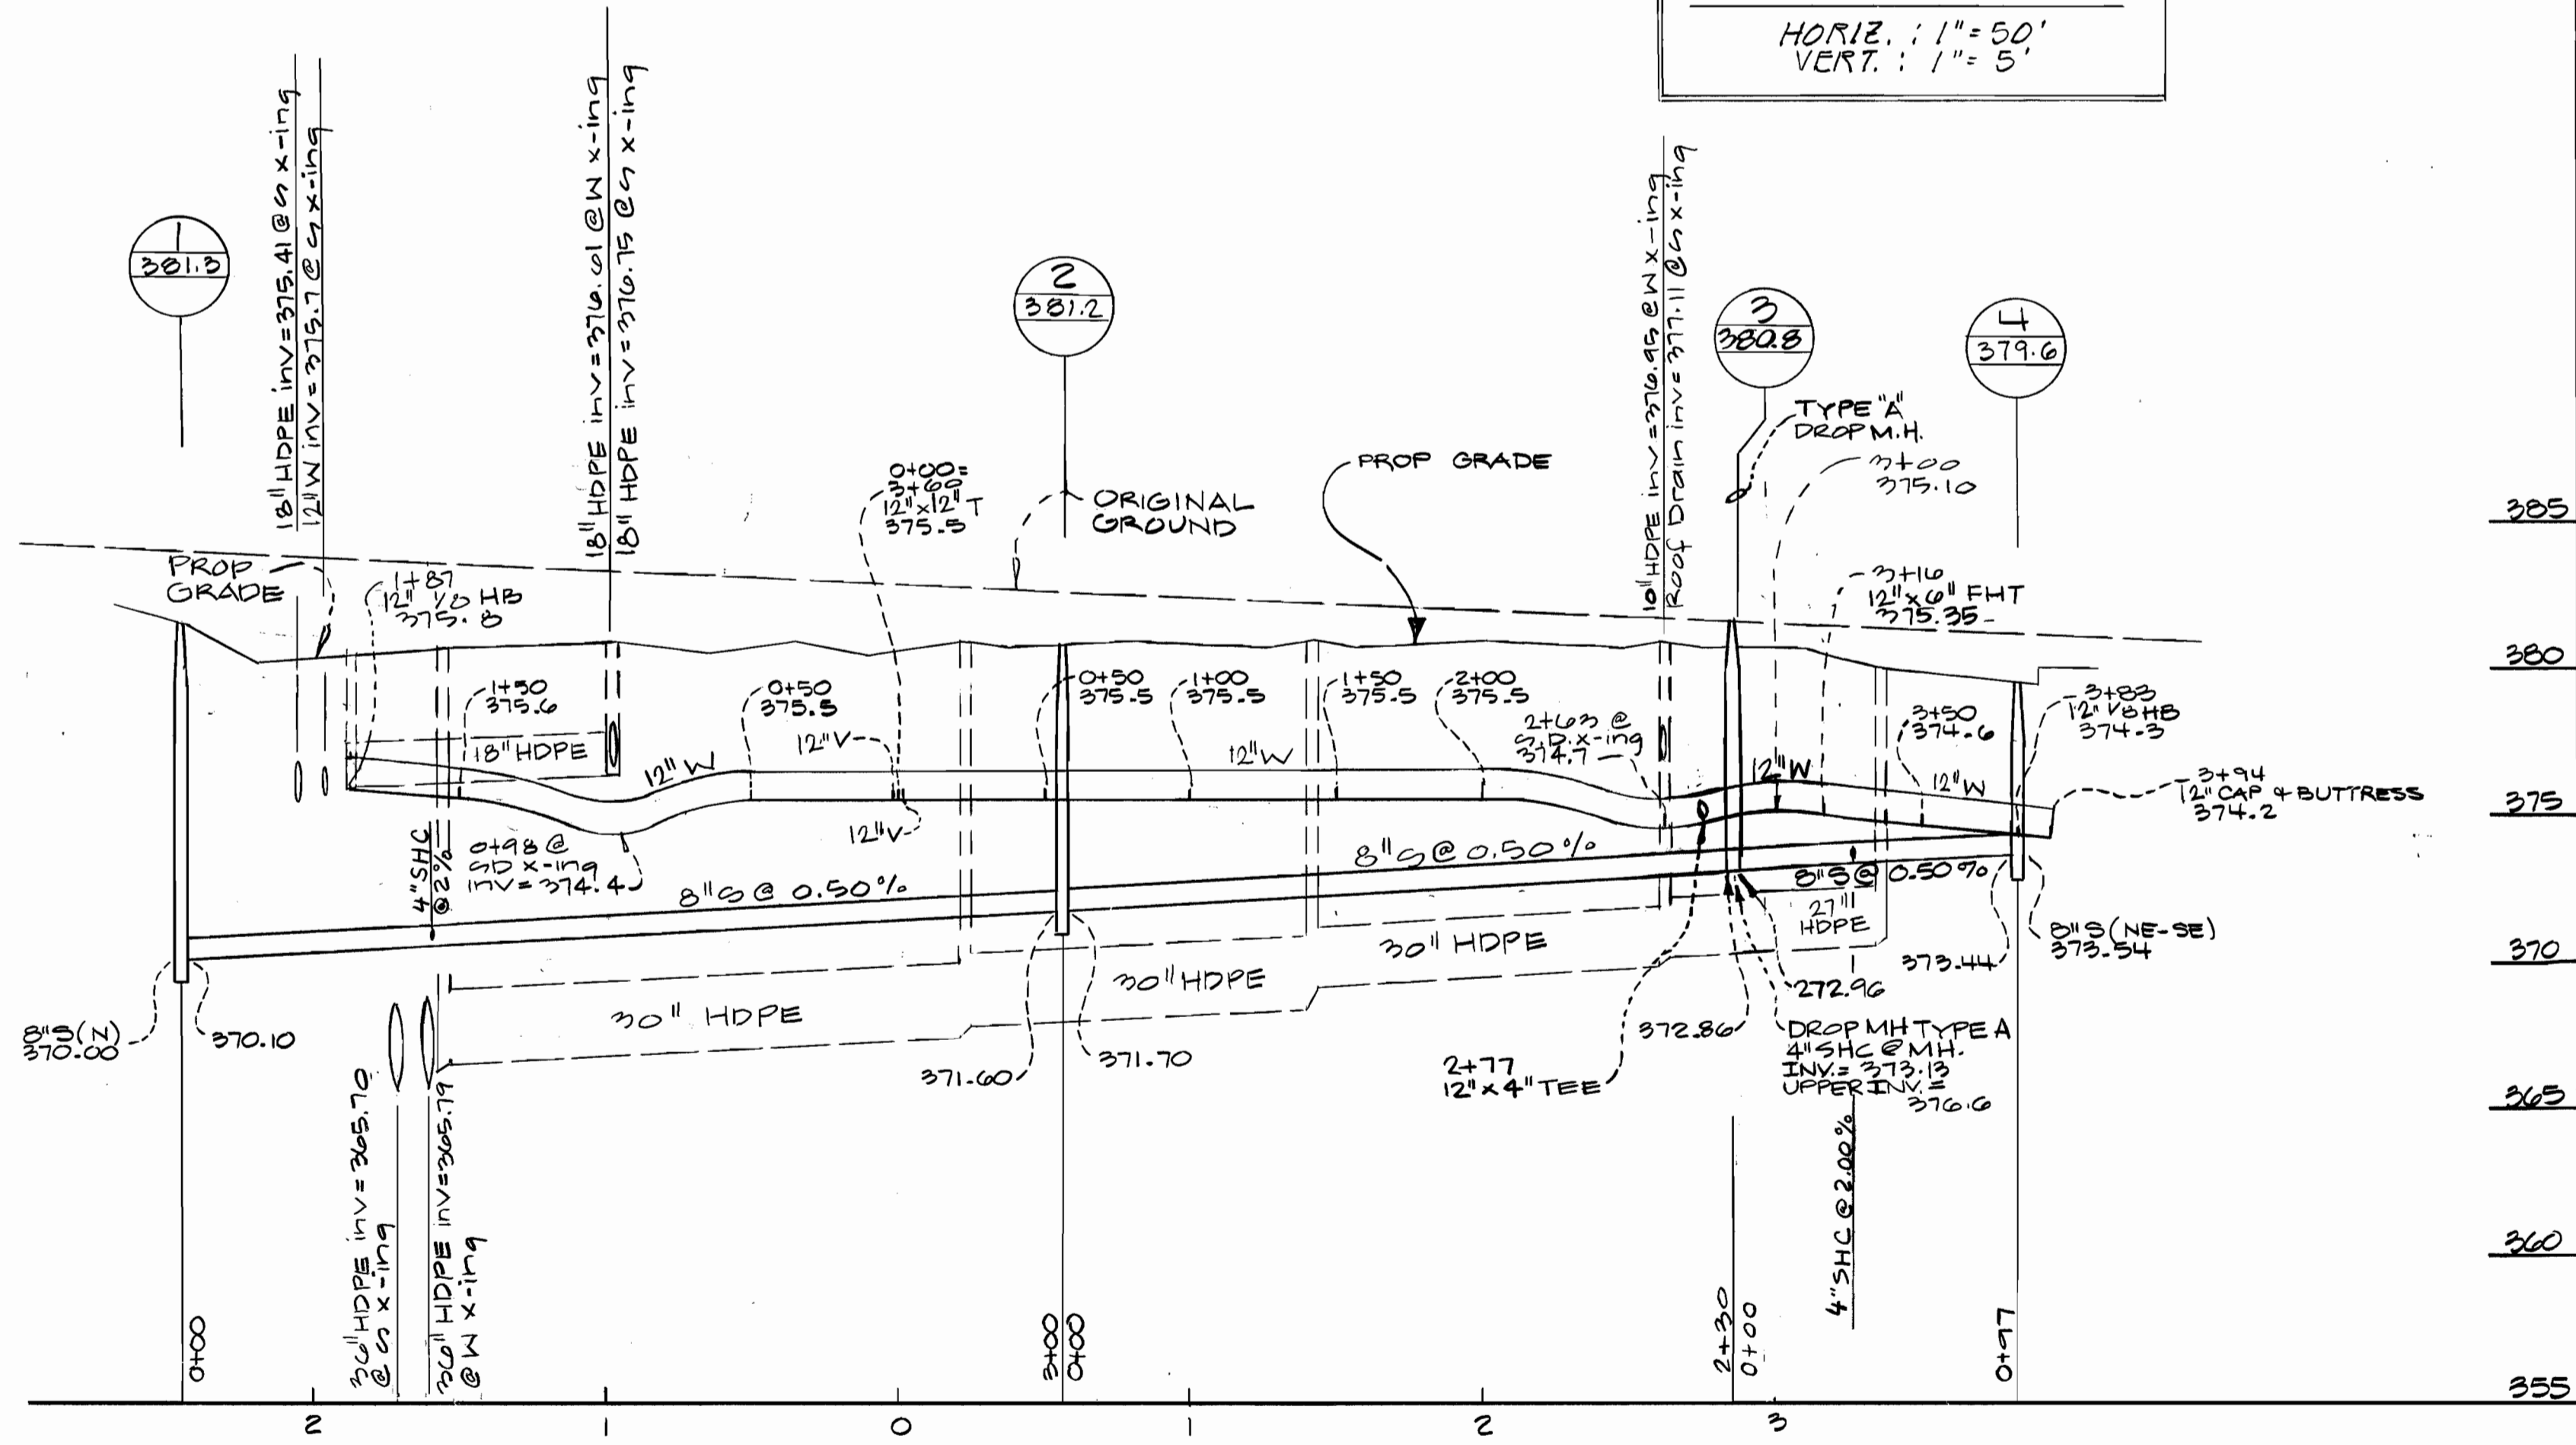 HORIZ. : 1"= 50'
VERT. : 1"= 5'
1
381.3
18"HDPE inv=375.41 @ S x-ing
12"W inv=375.7 @ S x-ing
18"HDPE inv=376.61 @ W x-ing
18" HDPE inv=376.75 @ S x-ing
2
381.2
10"HDPE inv=376.95 @ W x-ing
Roof Drain inv=377.11 @ S x-ing
3
380.8
4
379.6
TYPE "A"
DROP M.H.
3+00
375.10
PROP GRADE
0+00=
3+60
12"x12" T
375.5
ORIGINAL
GROUND
385
PROP
GRADE
1+87
12" 1/8 HB
375.8
3+16
12"x6" FHT
375.35
380
1+50
375.6
0+50
375.5
0+50
375.5
1+00
375.5
1+50
375.5
2+00
375.5
2+63 @
S.D. x-ing
374.7
3+50
374.6
3+83
12" 1/8 HB
374.3
18" HDPE
12" W
12"V
12"W
12"W
12"W
3+94
12" CAP & BUTTRESS
374.2
375
12"V
4"SHC
@ 2%
0+98 @
SD x-ing
inv=374.4
8"S @ 0.50%
8"S @ 0.50%
8"S @ 0.50%
27"
HDPE
8"S (NE-SE)
373.54
370
373.44
272.96
30" HDPE
30" HDPE
30" HDPE
8"S (N)
370.00
370.10
371.60
371.70
372.86
DROP MH TYPE A
4"SHC @ MH.
INV.= 373.13
UPPER INV.=
376.6
2+77
12"x4" TEE
365
36"HDPE inv=365.70
@ S x-ing
36"HDPE inv=365.79
@ W x-ing
4"SHC @ 2.00%
360
0+00
3+00
0+00
2+30
0+00
0+97
355
2
1
0
1
2
3